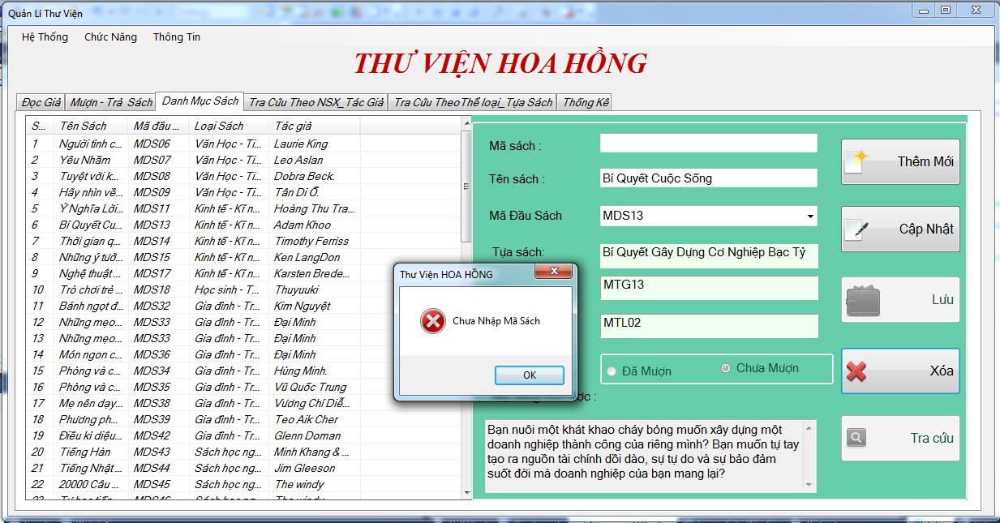 Quản Lí Thư Viện
Hệ Thống Chức Năng Thông Tin
THƯ VIỆN HOA HỒNG
Đọc Giả Mượn - Trả Sách Danh Mục Sách Tra Cứu Theo NSX_Tác Giả Tra Cứu Theo Thể loại_Tựa Sách Thống Kê
S... Tên Sách Mã đầu ... Loại Sách Tác giả
1 Người tình c... MDS06 Văn Học - Ti... Laurie King
2 Yêu Nhầm MDS07 Văn Học - Ti... Leo Aslan
3 Tuyệt vời k... MDS08 Văn Học - Ti... Dobra Beck.
4 Hãy nhìn về... MDS09 Văn Học - Ti... Tân Di Ổ.
5 Ý Nghĩa Lời... MDS11 Kinh tế - Kĩ n... Hoàng Thu Tra...
6 Bí Quyết Cu... MDS13 Kinh tế - Kĩ n... Adam Khoo
7 Thời gian q... MDS14 Kinh tế - Kĩ n... Timothy Ferriss
8 Những ý tưở... MDS15 Kinh tế - Kĩ n... Ken LangDon
9 Nghệ thuật ... MDS17 Kinh tế - Kĩ n... Karsten Brede...
10 Trò chơi trẻ ... MDS18 Học sinh - T... Thuyuuki
11 Bánh ngọt đ... MDS32 Gia đình - Tr... Kim Nguyệt
12 Những mẹo... MDS33 Gia đình - Tr... Đại Minh
13 Những mẹo... MDS33 Gia đình - Tr... Đại Minh
14 Món ngon c... MDS36 Gia đình - Tr... Đại Minh
15 Phòng và c... MDS34 Gia đình - Tr... Hùng Minh.
16 Phòng và c... MDS35 Gia đình - Tr... Vũ Quốc Trung
17 Mẹ nên dạy... MDS38 Gia đình - Tr... Vương Chí Diễ...
18 Phương ph... MDS39 Gia đình - Tr... Teo Aik Cher
19 Điều kì diệu... MDS42 Gia đình - Tr... Glenn Doman
20 Tiếng Hàn MDS43 Sách học ng... Minh Khang & ...
21 Tiếng Nhật ... MDS44 Sách học ng... Jim Gleeson
22 20000 Câu ... MDS45 Sách học ng... The windy
Mã sách :
Tên sách : Bí Quyết Cuộc Sống
Mã Đầu Sách MDS13
Tựa sách: Bí Quyết Gây Dựng Cơ Nghiệp Bạc Tỷ
MTG13
MTL02
Đã Mượn Chưa Mượn
Bạn nuôi một khát khao cháy bỏng muốn xây dựng một
doanh nghiệp thành công của riêng mình? Bạn muốn tự tay
tạo ra nguồn tài chính dồi dào, sự tự do và sự bảo đảm
suốt đời mà doanh nghiệp của bạn mang lại?
Thêm Mới
Cập Nhật
Lưu
Xóa
Tra cứu
Thư Viện HOA HỒNG
Chưa Nhập Mã Sách
OK